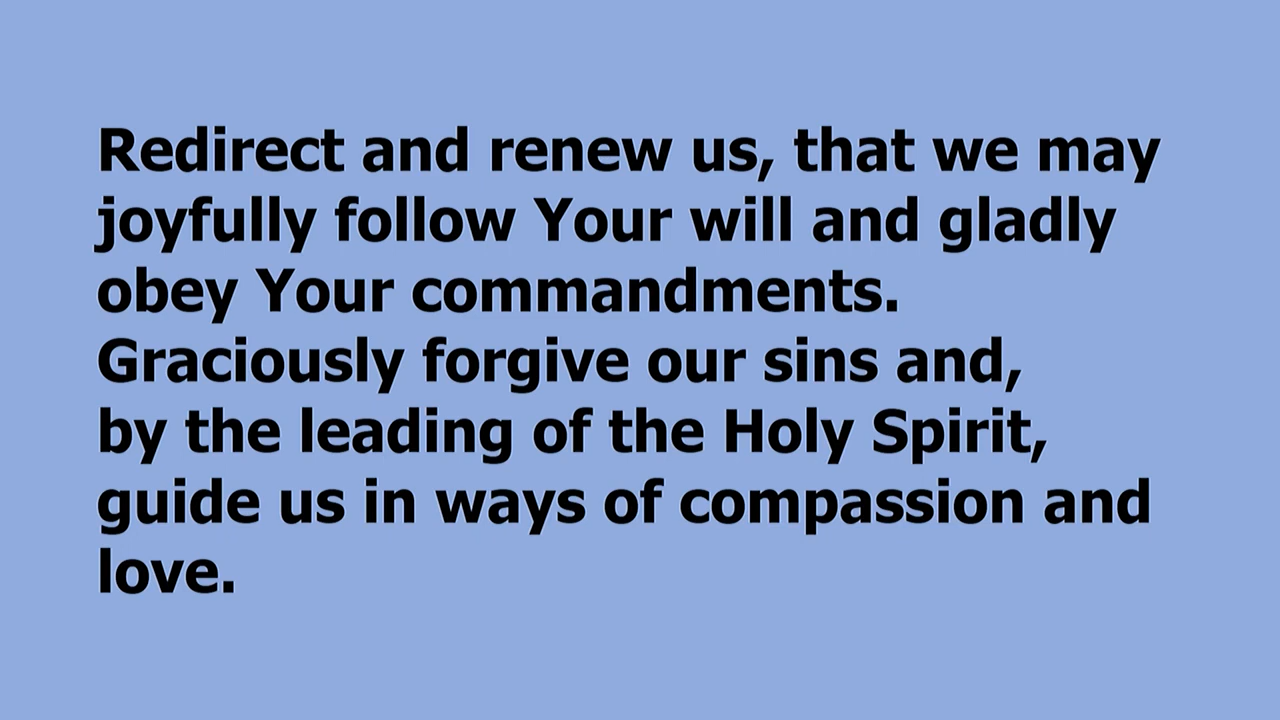 Redirect and renew us, that we may
joyfully follow Your will and gladly
obey Your commandments.
Graciously forgive our sins and,
by the leading of the Holy Spirit,
guide us in ways of compassion and
love.